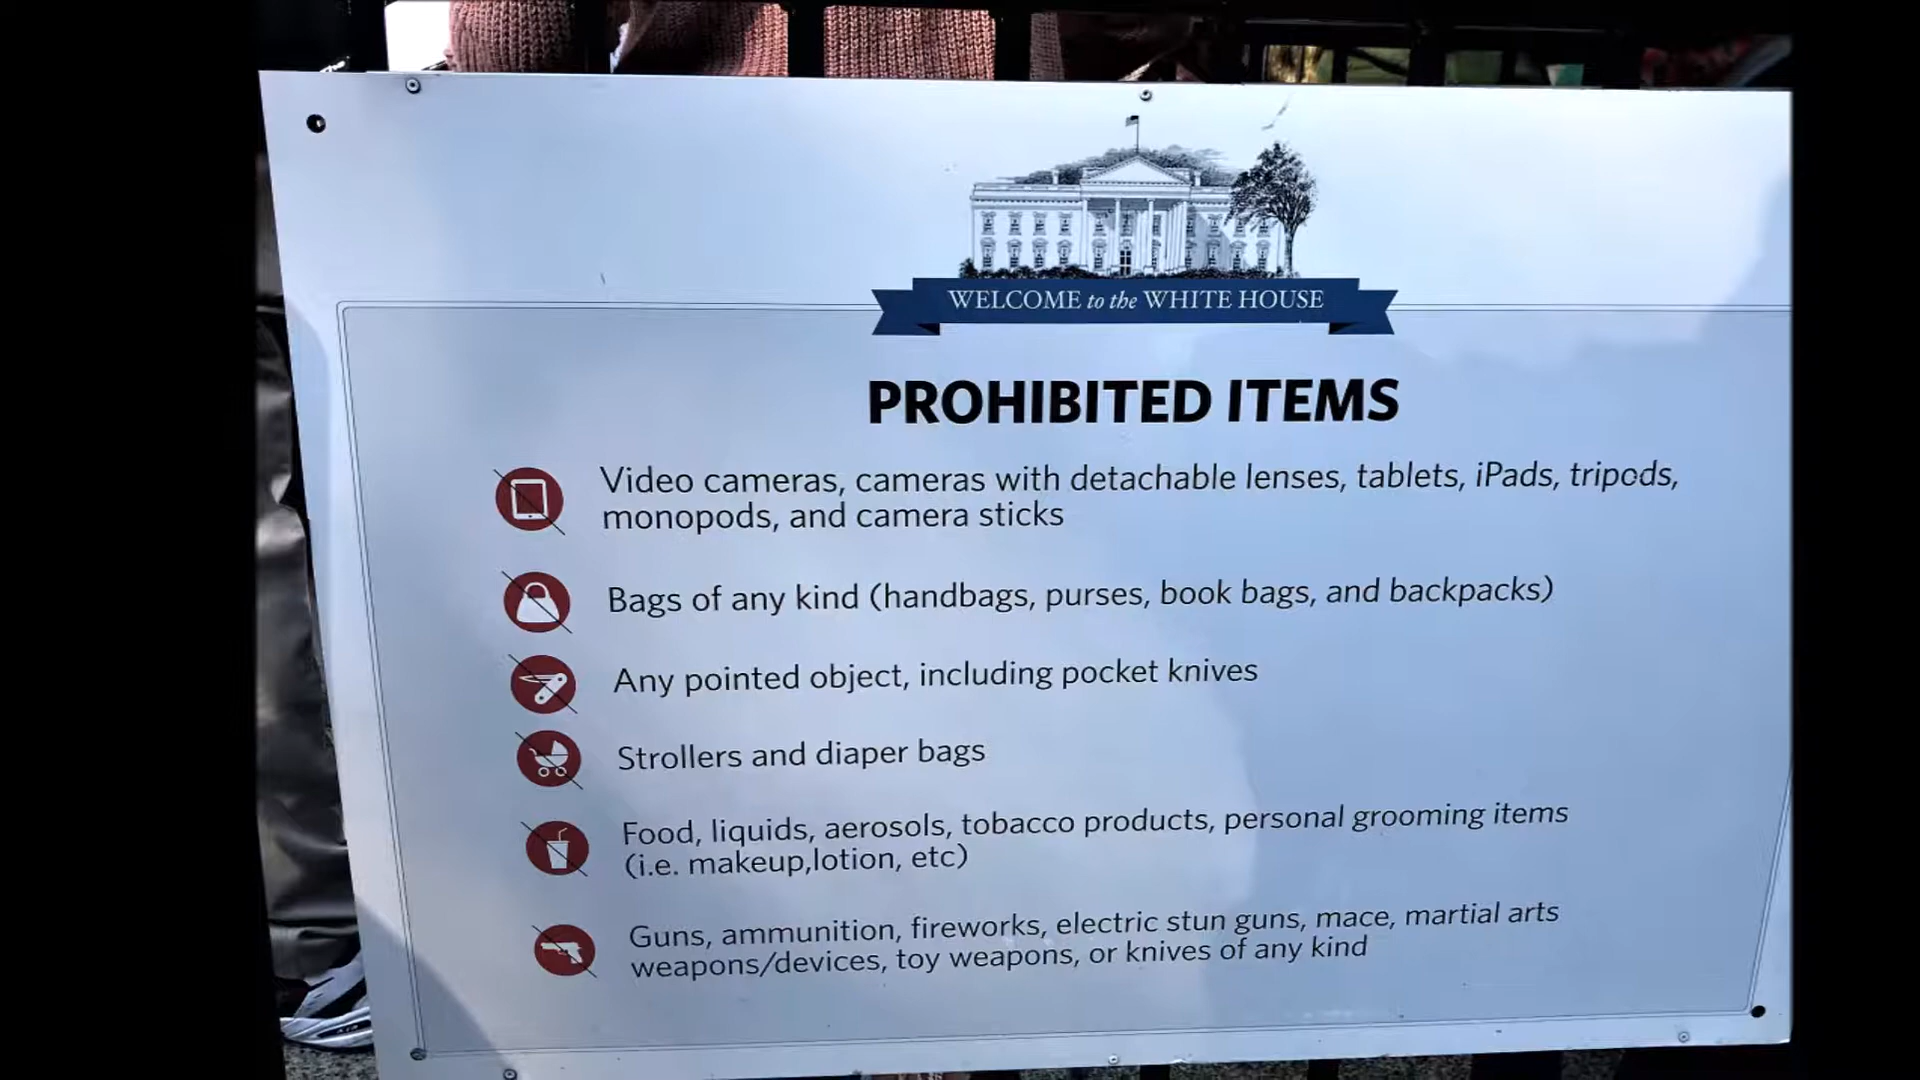 WELCOME to the WHITE HOUSE
PROHIBITED ITEMS
Video cameras, cameras with detachable lenses, tablets, iPads, tripods,
monopods, and camera sticks
Bags of any kind (handbags, purses, book bags, and backpacks)
Any pointed object, including pocket knives
Strollers and diaper bags
Food, liquids, aerosols, tobacco products, personal grooming items
(i.e. makeup,lotion, etc)
Guns, ammunition, fireworks, electric stun guns, mace, martial arts
weapons/devices, toy weapons, or knives of any kind